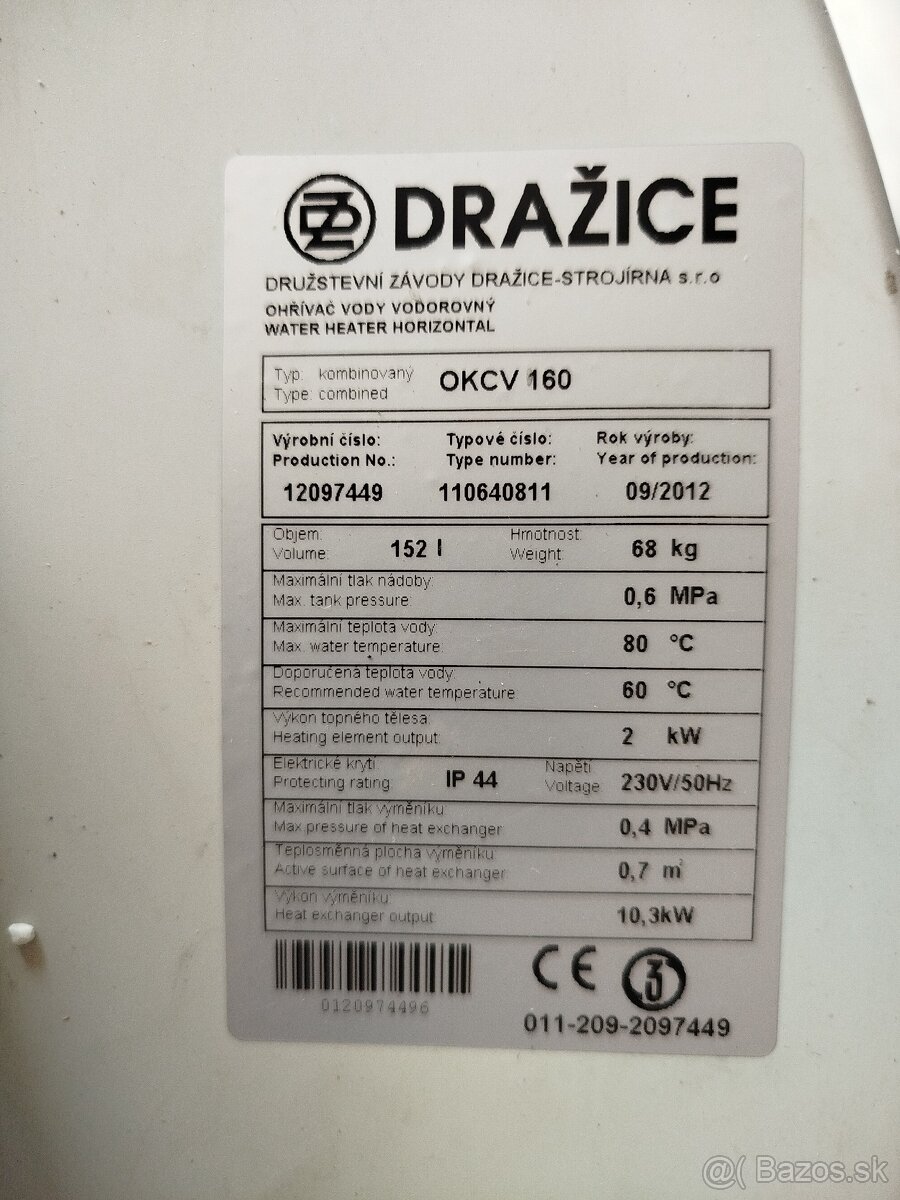 DZ DRAŽICE
DRUŽSTEVNÍ ZÁVODY DRAŽICE-STROJÍRNA s.r.o
OHŘÍVAČ VODY VODOROVNÝ
WATER HEATER HORIZONTAL
Typ: kombinovaný
Type: combined
OKCV 160
Výrobní číslo: Typové číslo: Rok výroby:
Production No.: Type number: Year of production:
12097449 110640811 09/2012
Objem: Hmotnost:
Volume: 152 l Weight: 68 kg
Maximální tlak nádoby:
Max. tank pressure: 0,6 MPa
Maximální teplota vody:
Max. water temperature: 80 °C
Doporučená teplota vody:
Recommended water temperature 60 °C
Výkon topného tělesa:
Heating element output: 2 kW
Elektrické krytí: Napětí
Protecting rating: IP 44 Voltage 230V/50Hz
Maximální tlak výměníku
Max pressure of heat exchanger 0,4 MPa
Teplosměnná plocha výměníku
Active surface of heat exchanger: 0,7 m²
Výkon výměníku:
Heat exchanger output: 10,3kW
0120974496
CE 3
011-209-2097449
@( Bazos.sk